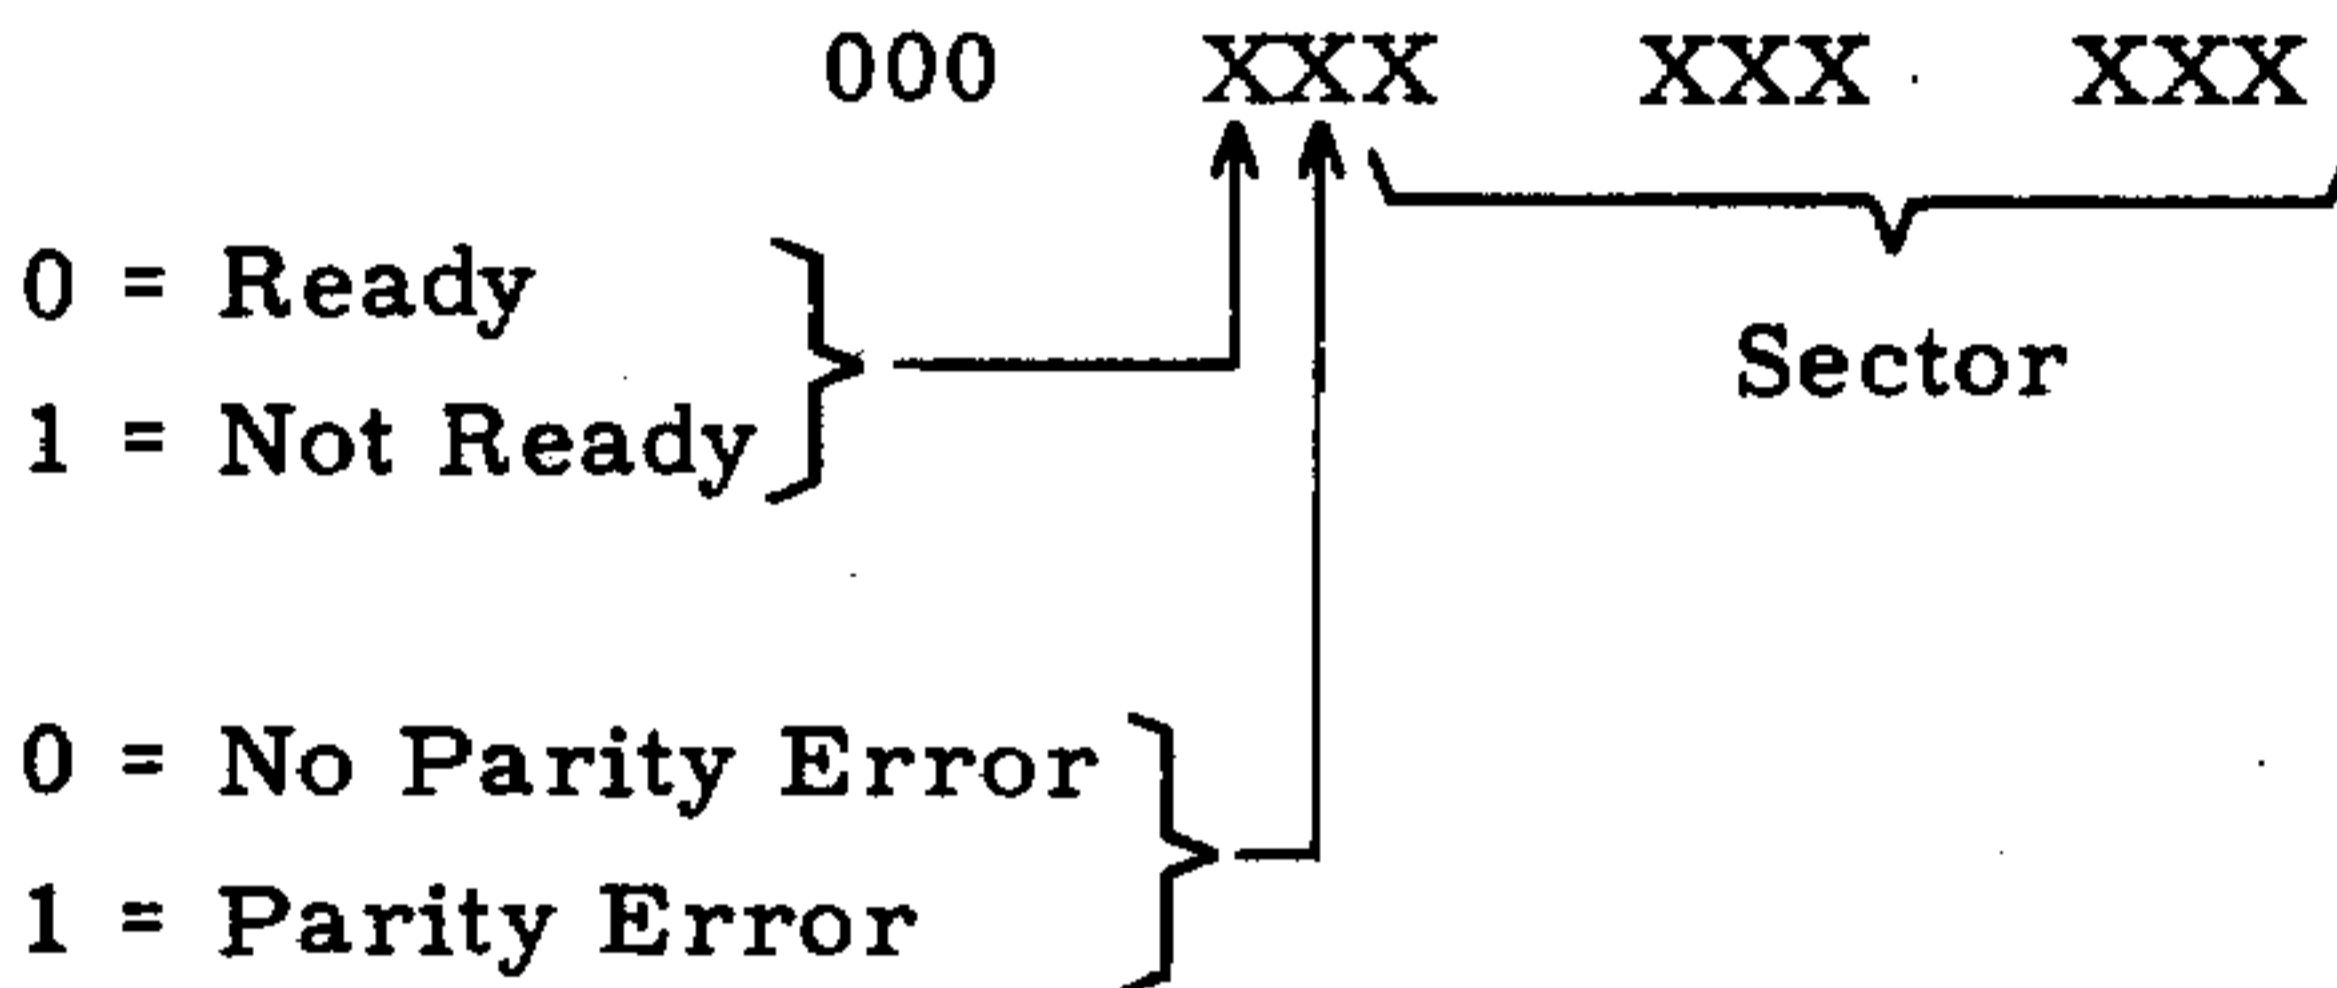 000 XXX XXX XXX
0 = Ready
1 = Not Ready
Sector
0 = No Parity Error
1 = Parity Error